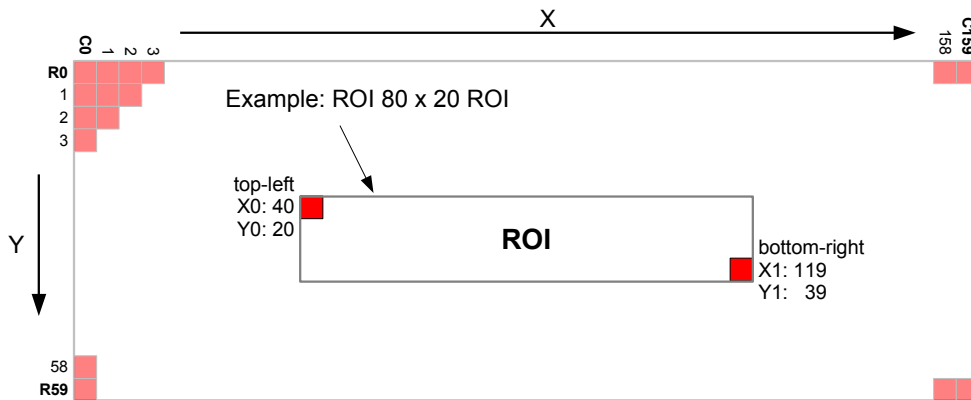 X
C0
1
2
3
158
C159
R0
1
2
3
Example: ROI 80 x 20 ROI
top-left
X0: 40
Y0: 20
ROI
Y
bottom-right
X1: 119
Y1: 39
58
R59